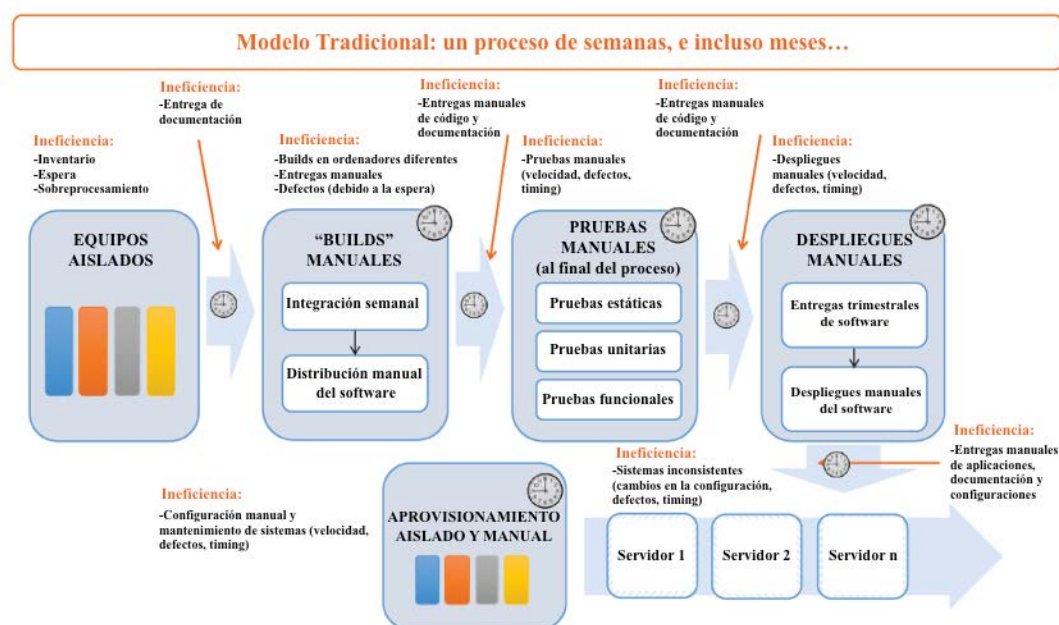 Modelo Tradicional: un proceso de semanas, e incluso meses…
Ineficiencia:
-Entrega de
documentación
Ineficiencia:
-Entregas manuales
de código y
documentación
Ineficiencia:
-Entregas manuales
de código y
documentación
Ineficiencia:
-Inventario
-Espera
-Sobreprocesamiento
Ineficiencia:
-Builds en ordenadores diferentes
-Entregas manuales
-Defectos (debido a la espera)
Ineficiencia:
-Pruebas manuales
(velocidad, defectos,
timing)
Ineficiencia:
-Despliegues
manuales (velocidad,
defectos, timing)
EQUIPOS
AISLADOS
“BUILDS”
MANUALES
Integración semanal
Distribución manual
del software
PRUEBAS
MANUALES
(al final del proceso)
Pruebas estáticas
Pruebas unitarias
Pruebas funcionales
DESPLIEGUES
MANUALES
Entregas trimestrales
de software
Despliegues manuales
del software
Ineficiencia:
-Entregas manuales
de aplicaciones,
documentación y
configuraciones
Ineficiencia:
-Sistemas inconsistentes
(cambios en la configuración,
defectos, timing)
Ineficiencia:
-Configuración manual y
mantenimiento de sistemas (velocidad,
defectos, timing)
APROVISIONAMIENTO
AISLADO Y MANUAL
Servidor 1
Servidor 2
Servidor n